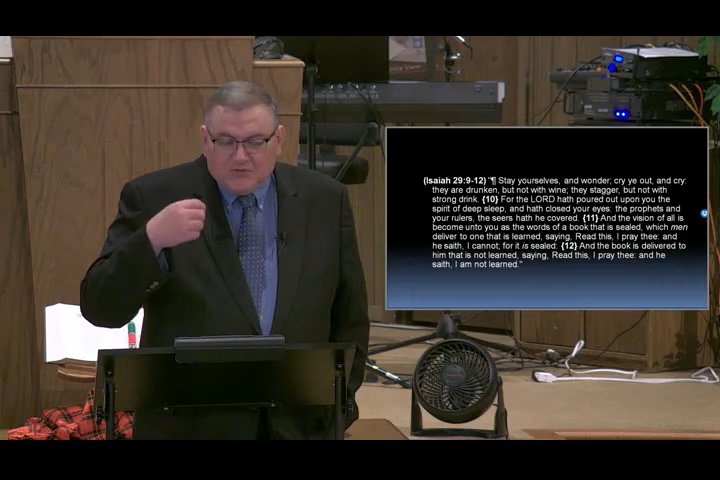 (Isaiah 29:9-12) "¶ Stay yourselves, and wonder; cry ye out, and cry:
they are drunken, but not with wine; they stagger, but not with
strong drink. {10} For the LORD hath poured out upon you the
spirit of deep sleep, and hath closed your eyes: the prophets and
your rulers, the seers hath he covered. {11} And the vision of all is
become unto you as the words of a book that is sealed, which men
deliver to one that is learned, saying, Read this, I pray thee: and
he saith, I cannot; for it is sealed. {12} And the book is delivered to
him that is not learned, saying, Read this, I pray thee: and he
saith, I am not learned."